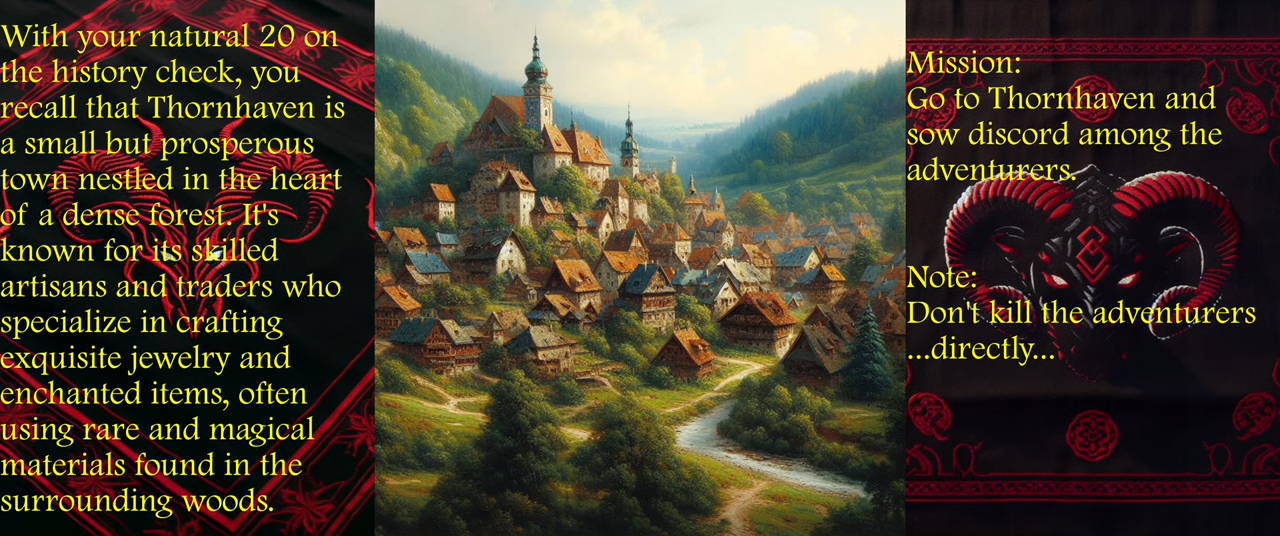 With your natural 20 on
the history check, you
recall that Thornhaven is
a small but prosperous
town nestled in the heart
of a dense forest. It's
known for its skilled
artisans and traders who
specialize in crafting
exquisite jewelry and
enchanted items, often
using rare and magical
materials found in the
surrounding woods.
Mission:
Go to Thornhaven and
sow discord among the
adventurers.
Note:
Don't kill the adventurers
...directly...